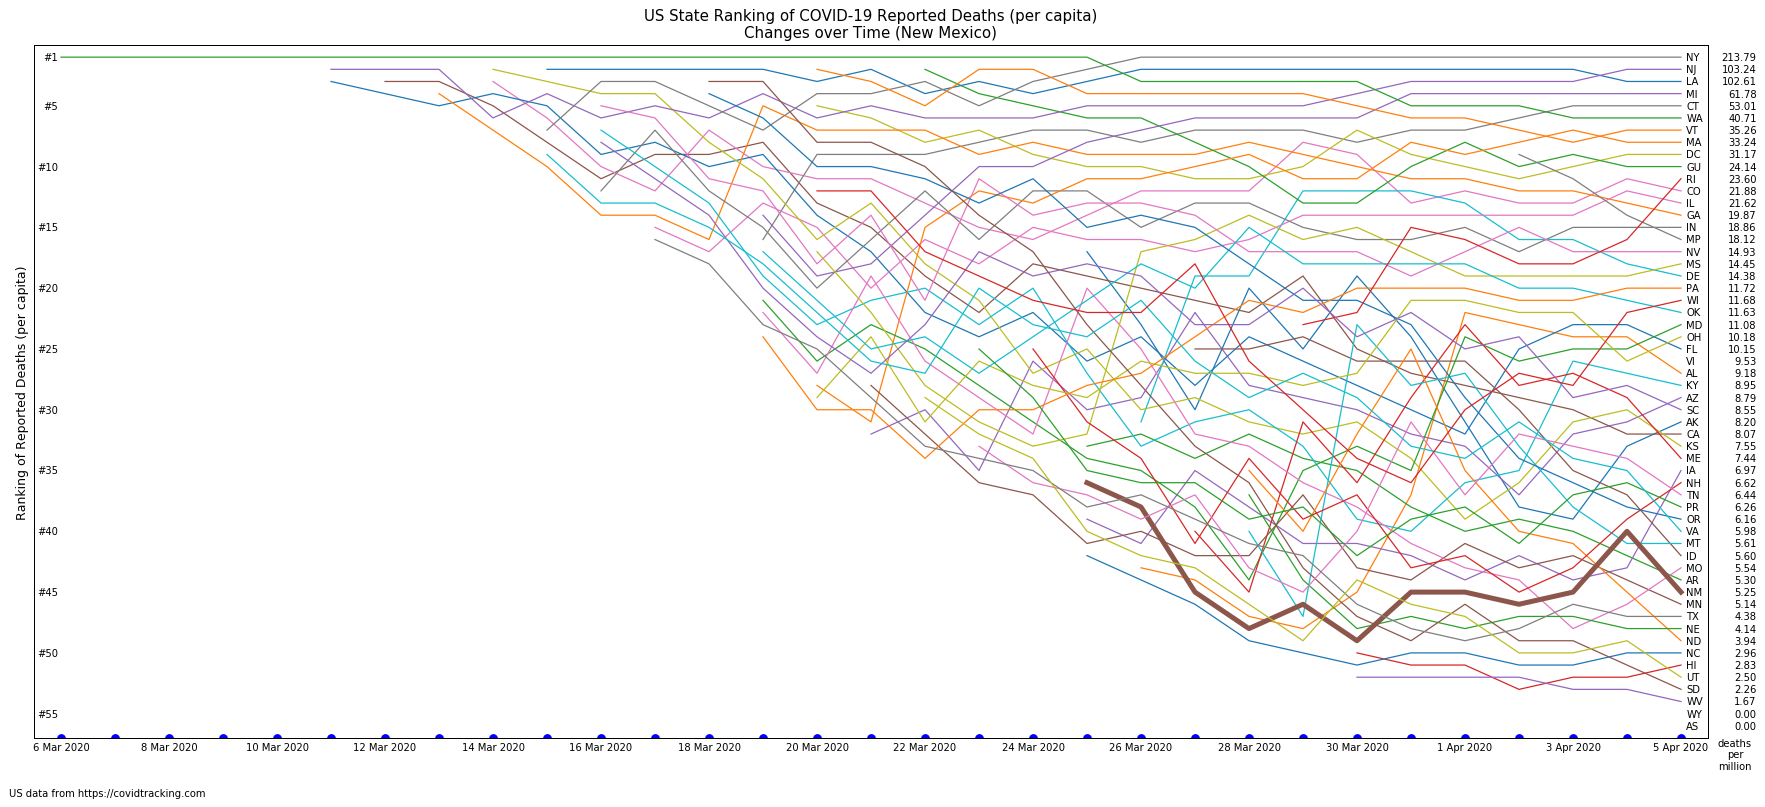 US State Ranking of COVID-19 Reported Deaths (per capita)
Changes over Time (New Mexico)
Ranking of Reported Deaths (per capita)
#1
#5
#10
#15
#20
#25
#30
#35
#40
#45
#50
#55
NY 213.79
NJ 103.24
LA 102.61
MI 61.78
CT 53.01
WA 40.71
VT 35.26
MA 33.24
DC 31.17
GU 24.14
RI 23.60
CO 21.88
IL 21.62
GA 19.87
IN 18.86
MP 18.12
NV 14.93
MS 14.45
DE 14.38
PA 11.72
WI 11.68
OK 11.63
MD 11.08
OH 10.18
FL 10.15
VI 9.53
AL 9.18
KY 8.95
AZ 8.79
SC 8.55
AK 8.20
CA 8.07
KS 7.55
ME 7.44
IA 6.97
NH 6.62
TN 6.44
PR 6.26
OR 6.16
VA 5.98
MT 5.61
ID 5.60
MO 5.54
AR 5.30
NM 5.25
MN 5.14
TX 4.38
NE 4.14
ND 3.94
NC 2.96
HI 2.83
UT 2.50
SD 2.26
WV 1.67
WY 0.00
AS 0.00
6 Mar 2020 8 Mar 2020 10 Mar 2020 12 Mar 2020 14 Mar 2020 16 Mar 2020 18 Mar 2020 20 Mar 2020 22 Mar 2020 24 Mar 2020 26 Mar 2020 28 Mar 2020 30 Mar 2020 1 Apr 2020 3 Apr 2020 5 Apr 2020
deaths
per
million
US data from https://covidtracking.com